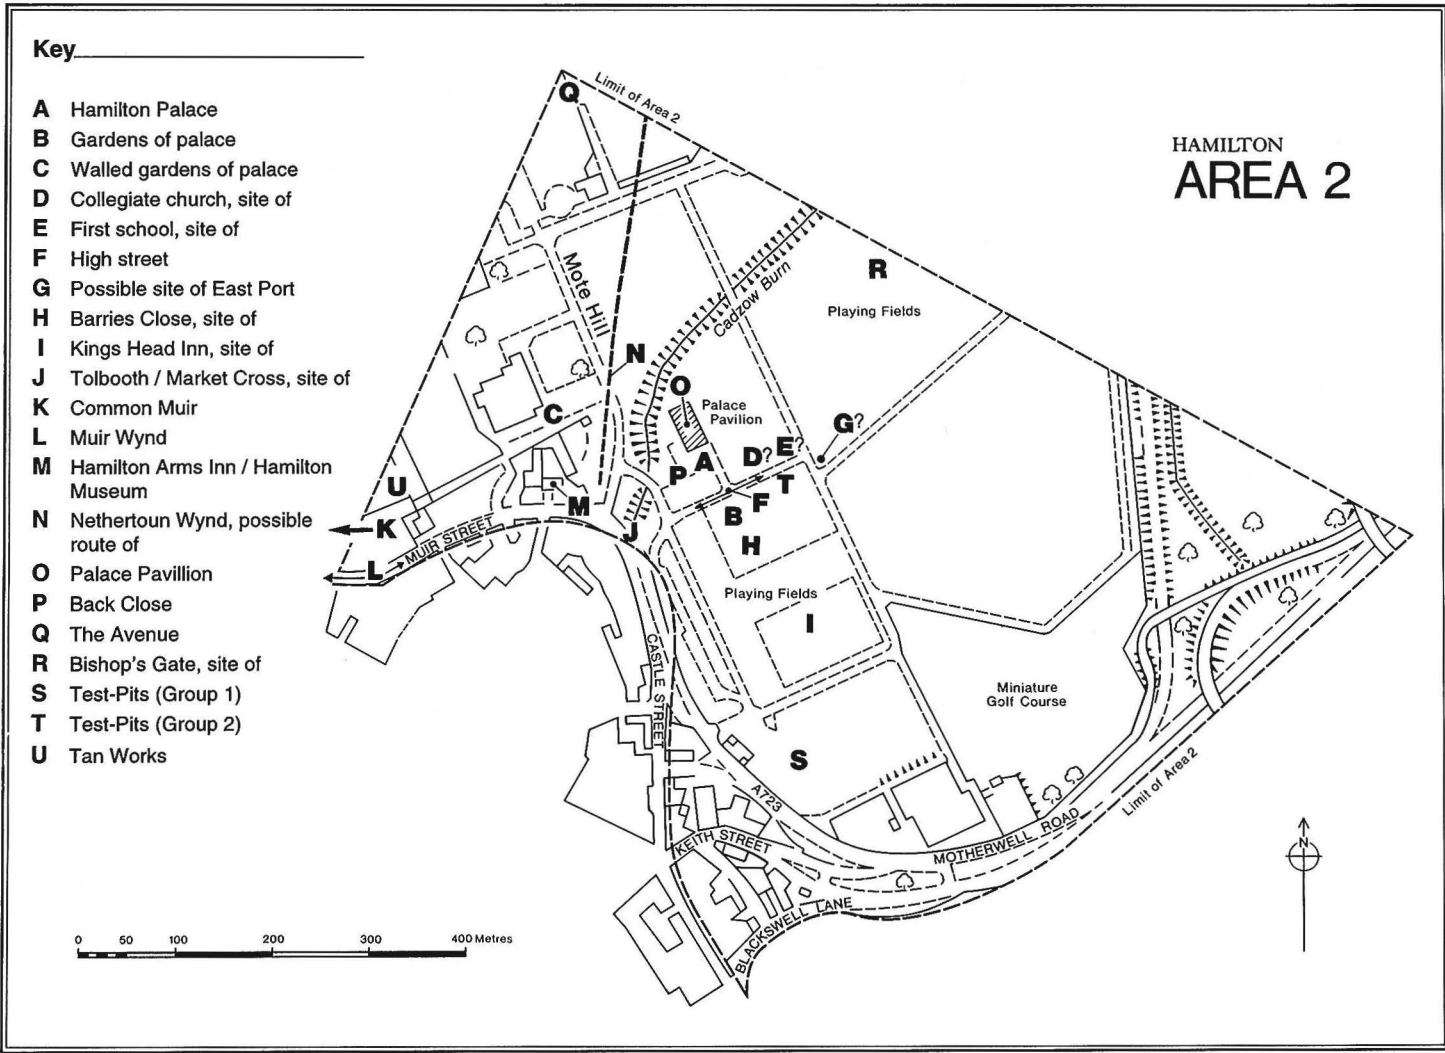 Key
A Hamilton Palace
B Gardens of palace
C Walled gardens of palace
D Collegiate church, site of
E First school, site of
F High street
G Possible site of East Port
H Barries Close, site of
I Kings Head Inn, site of
J Tolbooth / Market Cross, site of
K Common Muir
L Muir Wynd
M Hamilton Arms Inn / Hamilton
Museum
N Nethertoun Wynd, possible
route of
O Palace Pavillion
P Back Close
Q The Avenue
R Bishop's Gate, site of
S Test-Pits (Group 1)
T Test-Pits (Group 2)
U Tan Works
HAMILTON
AREA 2
Q
Limit of Area 2
Mote Hill
Cadzow Burn
R
Playing Fields
N
O
Palace
Pavilion
C
G?
E?
D?
A
P
T
U
F
M
B
K
J
MUIR STREET
H
L
Playing Fields
I
CASTLE STREET
Miniature
Golf Course
S
Limit of Area 2
A723
MOTHERWELL ROAD
KEITH STREET
BLACKSWELL LANE
N
0 50 100 200 300 400 Metres